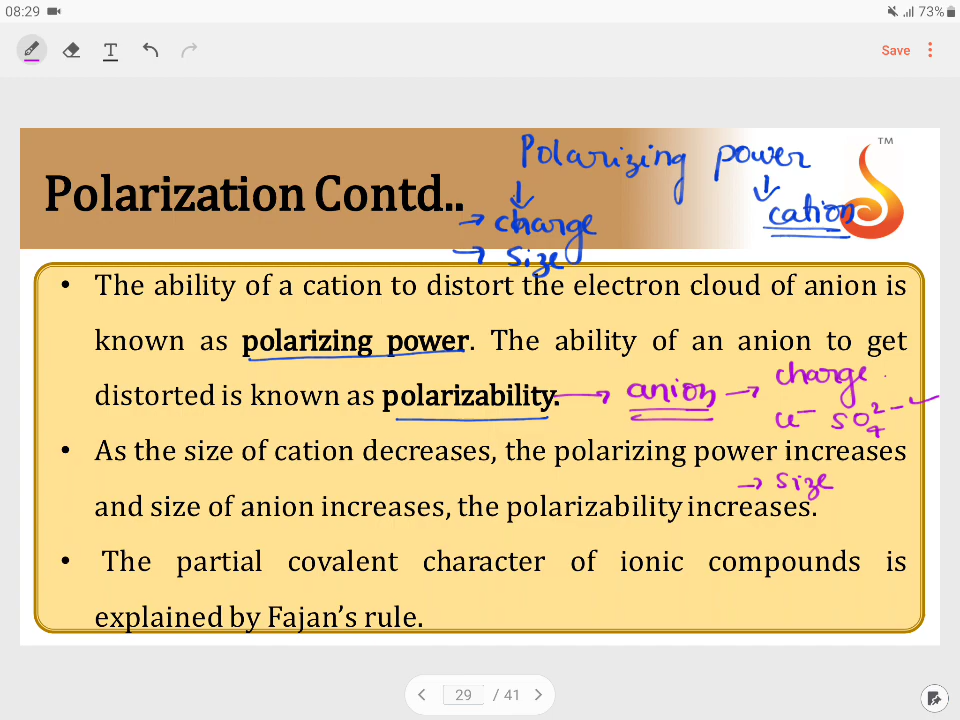 08:29
73%
T
Save
TM
Polarizing power
Polarization Contd..
→ charge
cation
→ size
• The ability of a cation to distort the electron cloud of anion is
known as polarizing power. The ability of an anion to get
distorted is known as polarizability. → anion → charge
SO₄²⁻
• As the size of cation decreases, the polarizing power increases
→ size
and size of anion increases, the polarizability increases.
• The partial covalent character of ionic compounds is
explained by Fajan's rule.
< 29 / 41 >